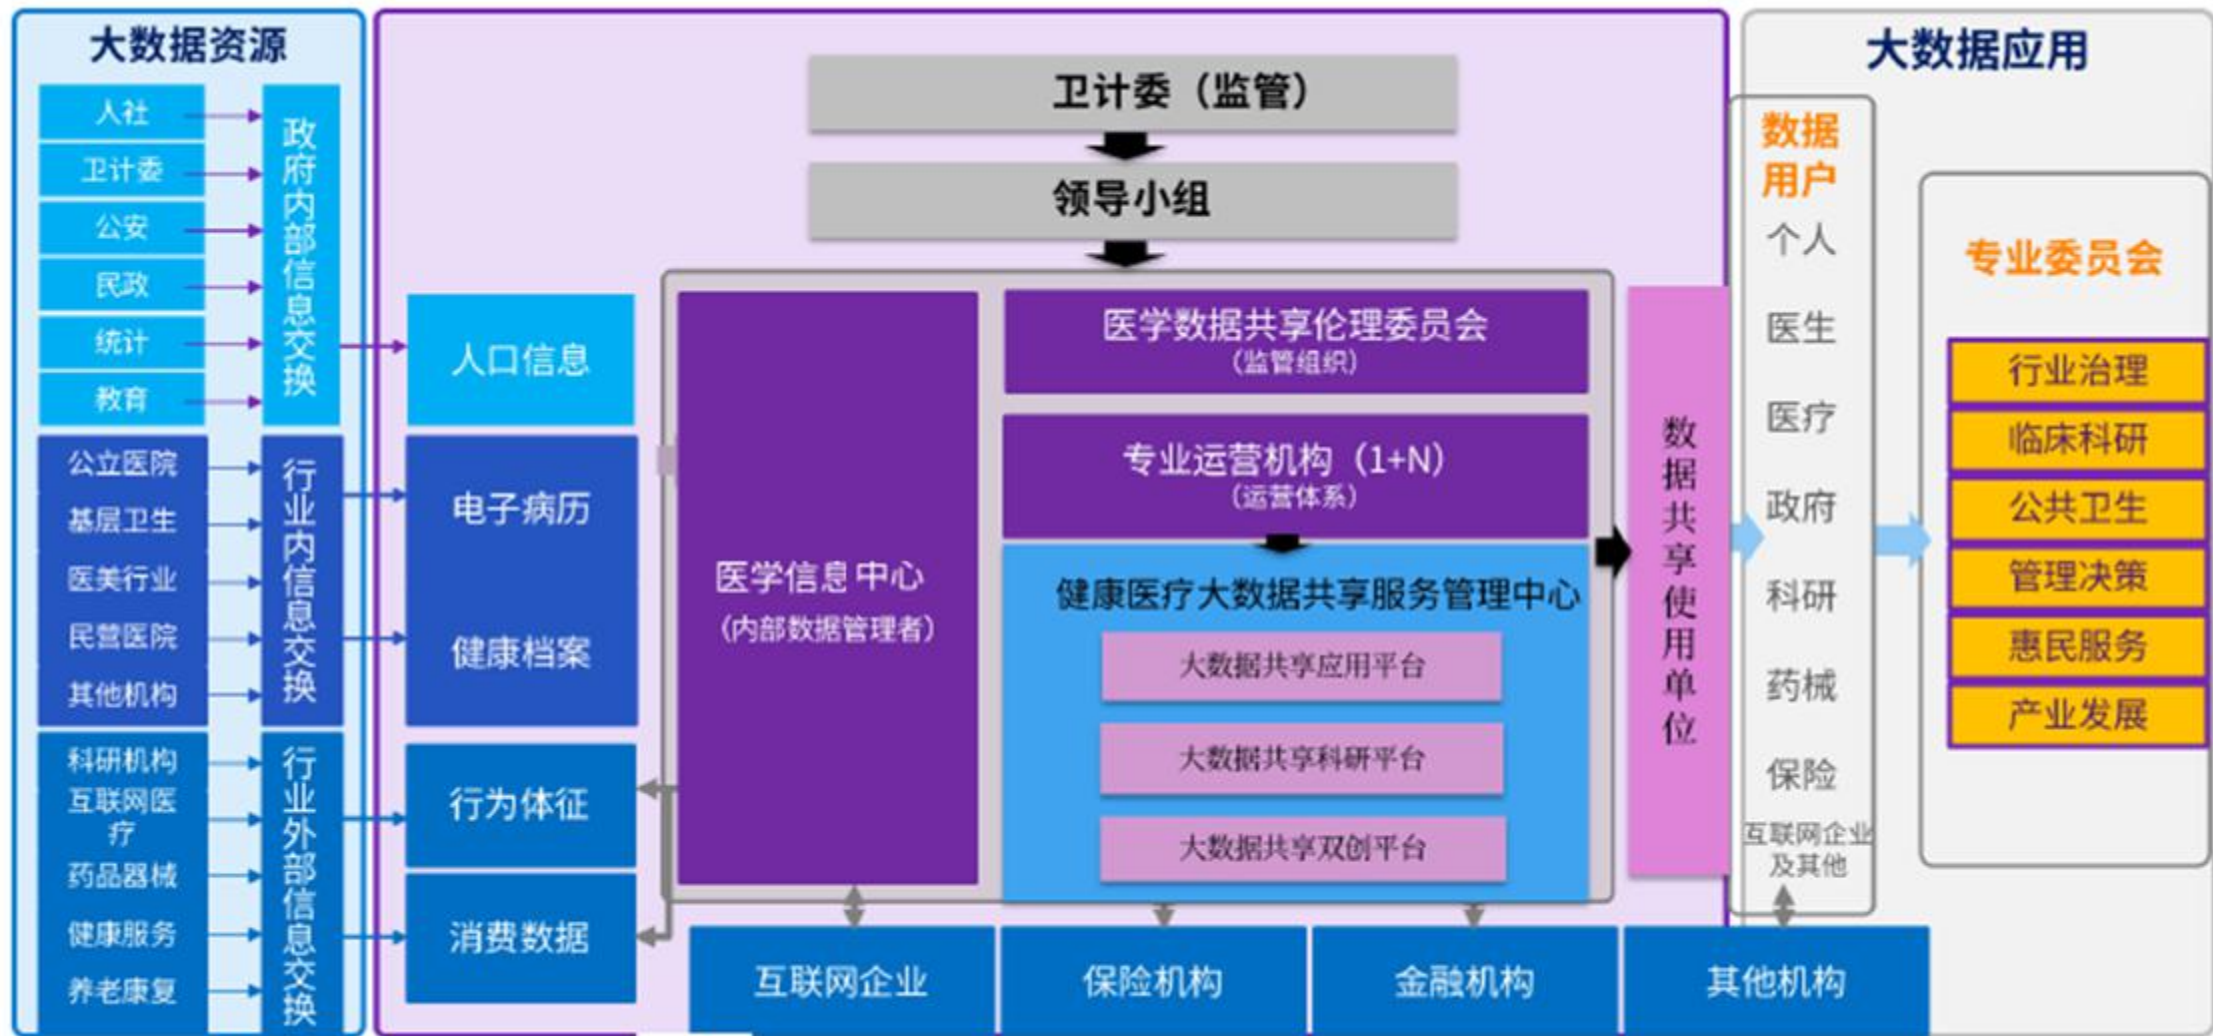 大数据资源
人社
卫计委
公安
民政
统计
教育
政府内部信息交换
公立医院
基层卫生
医美行业
民营医院
其他机构
行业内信息交换
科研机构
互联网医
疗
药品器械
健康服务
养老康复
行业外部信息交换
人口信息
电子病历
健康档案
行为体征
消费数据
卫计委（监管）
领导小组
医学信息中心
（内部数据管理者）
医学数据共享伦理委员会
（监管组织）
专业运营机构（1+N）
（运营体系）
健康医疗大数据共享服务管理中心
大数据共享应用平台
大数据共享科研平台
大数据共享双创平台
数据共享使用单位
互联网企业
保险机构
金融机构
其他机构
大数据应用
数据
用户
个人
医生
医疗
政府
科研
药械
保险
互联网企业
及其他
专业委员会
行业治理
临床科研
公共卫生
管理决策
惠民服务
产业发展